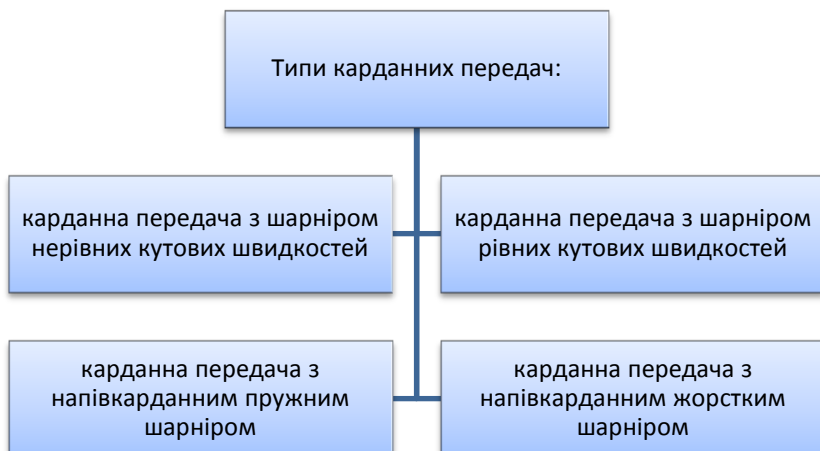 Типи карданних передач:
карданна передача з шарніром
нерівних кутових швидкостей
карданна передача з шарніром
рівних кутових швидкостей
карданна передача з
напівкарданним пружним
шарніром
карданна передача з
напівкарданним жорстким
шарніром